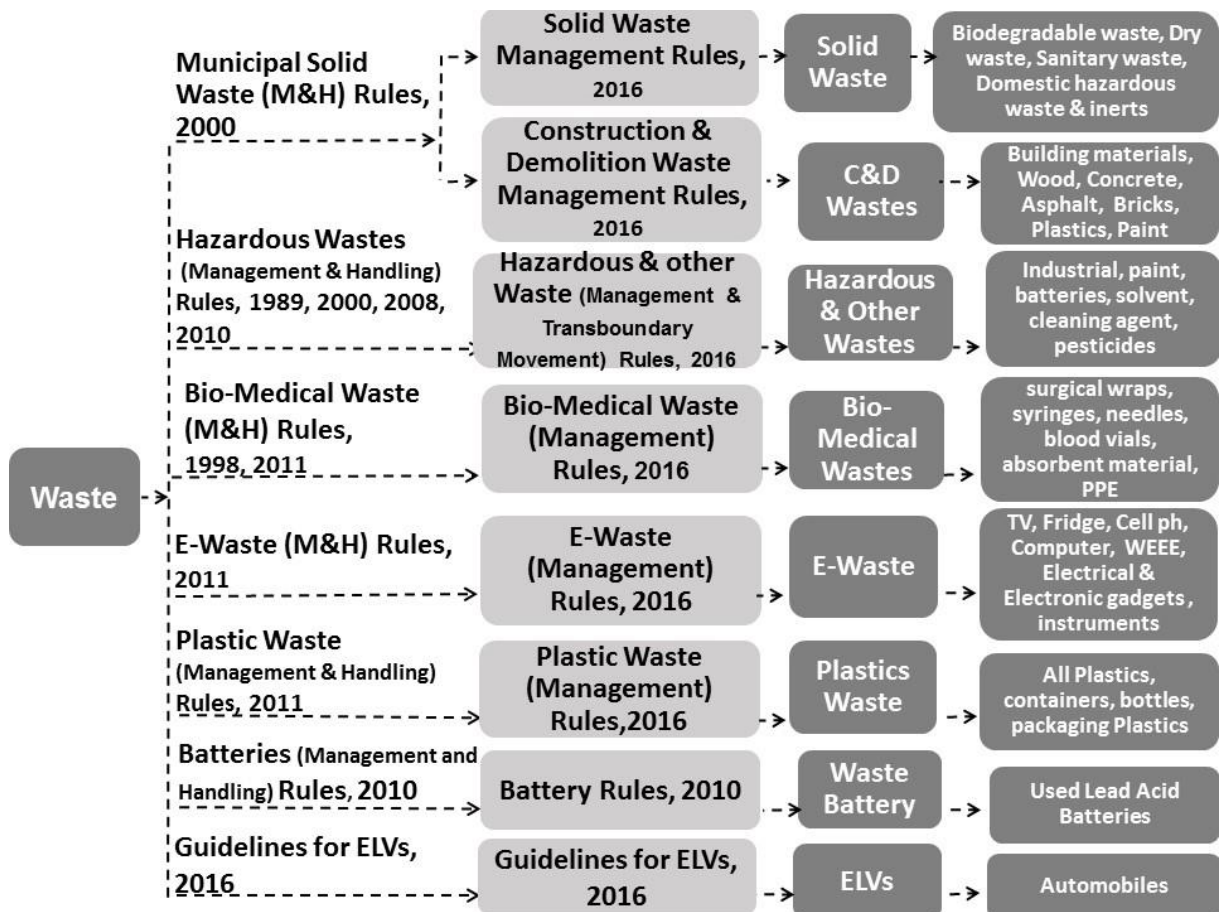 Waste
Municipal Solid
Waste (M&H) Rules,
2000
Solid Waste
Management Rules,
2016
Solid
Waste
Biodegradable waste, Dry
waste, Sanitary waste,
Domestic hazardous
waste & inerts
Construction &
Demolition Waste
Management Rules,
2016
C&D
Wastes
Building materials,
Wood, Concrete,
Asphalt, Bricks,
Plastics, Paint
Hazardous Wastes
(Management & Handling)
Rules, 1989, 2000, 2008,
2010
Hazardous & other
Waste (Management &
Transboundary
Movement) Rules, 2016
Hazardous
& Other
Wastes
Industrial, paint,
batteries, solvent,
cleaning agent,
pesticides
Bio-Medical Waste
(M&H) Rules,
1998, 2011
Bio-Medical Waste
(Management)
Rules, 2016
Bio-
Medical
Wastes
surgical wraps,
syringes, needles,
blood vials,
absorbent material,
PPE
E-Waste (M&H) Rules,
2011
E-Waste
(Management)
Rules, 2016
E-Waste
TV, Fridge, Cell ph,
Computer, WEEE,
Electrical &
Electronic gadgets,
instruments
Plastic Waste
(Management & Handling)
Rules, 2011
Plastic Waste
(Management)
Rules,2016
Plastics
Waste
All Plastics,
containers, bottles,
packaging Plastics
Batteries (Management and
Handling) Rules, 2010
Battery Rules, 2010
Waste
Battery
Used Lead Acid
Batteries
Guidelines for ELVs,
2016
Guidelines for ELVs,
2016
ELVs
Automobiles